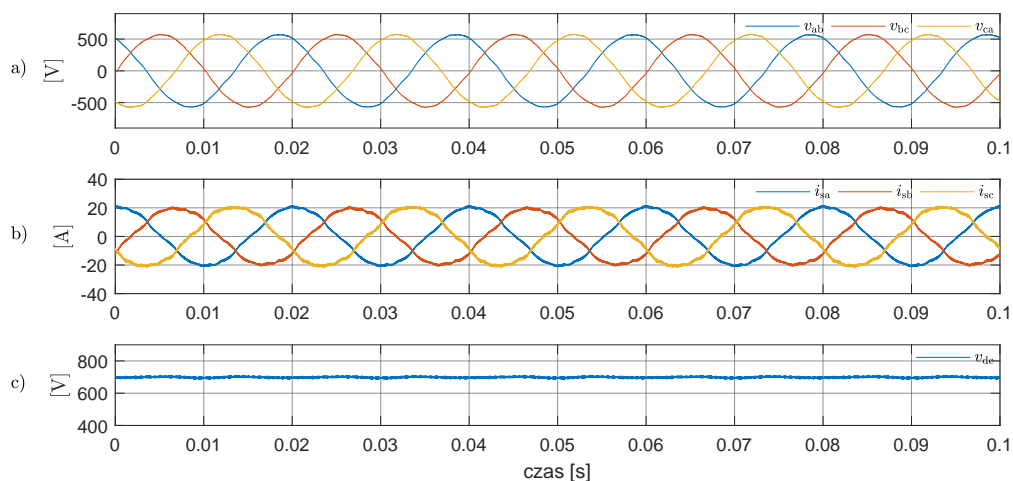 v_ab v_bc v_ca
500
a) [V] 0
-500
0 0.01 0.02 0.03 0.04 0.05 0.06 0.07 0.08 0.09 0.1
40
i_sa i_sb i_sc
20
b) [A] 0
-20
-40
0 0.01 0.02 0.03 0.04 0.05 0.06 0.07 0.08 0.09 0.1
800
v_dc
c) [V] 600
400
0 0.01 0.02 0.03 0.04 0.05 0.06 0.07 0.08 0.09 0.1
czas [s]